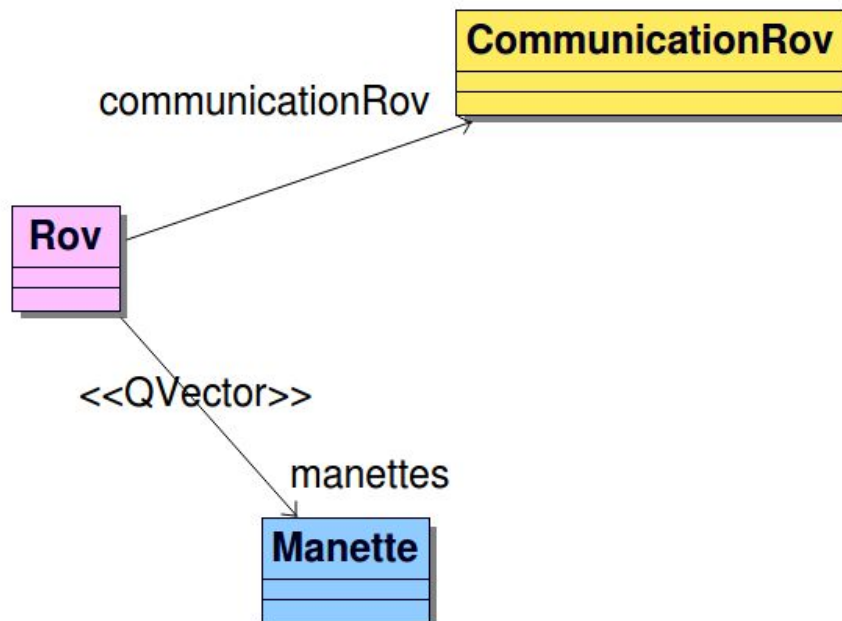 CommunicationRov
communicationRov
Rov
<<QVector>>
manettes
Manette